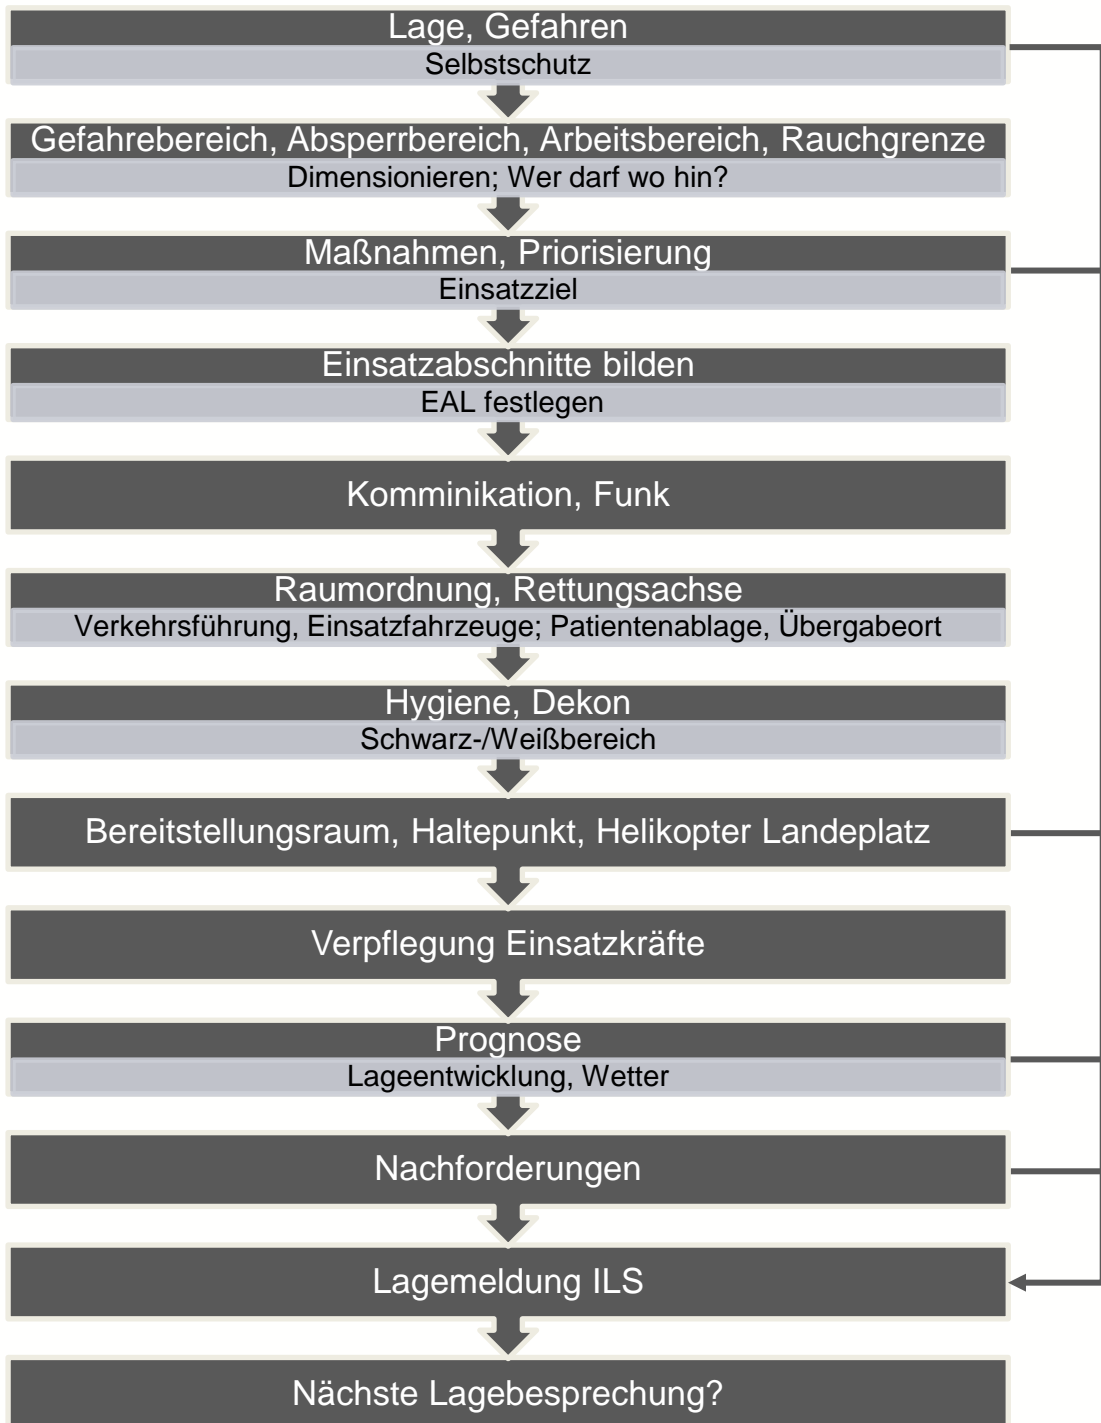 Lage, Gefahren
Selbstschutz
Gefahrebereich, Absperrbereich, Arbeitsbereich, Rauchgrenze
Dimensionieren; Wer darf wo hin?
Maßnahmen, Priorisierung
Einsatzziel
Einsatzabschnitte bilden
EAL festlegen
Komminikation, Funk
Raumordnung, Rettungsachse
Verkehrsführung, Einsatzfahrzeuge; Patientenablage, Übergabeort
Hygiene, Dekon
Schwarz-/Weißbereich
Bereitstellungsraum, Haltepunkt, Helikopter Landeplatz
Verpflegung Einsatzkräfte
Prognose
Lageentwicklung, Wetter
Nachforderungen
Lagemeldung ILS
Nächste Lagebesprechung?